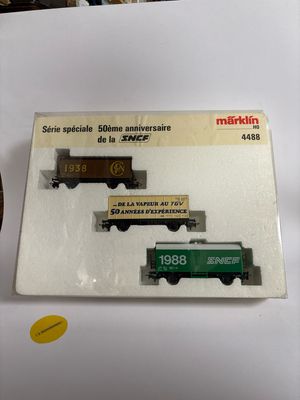 Série spéciale 50ème anniversaire
de la SNCF
märklin
HO
4488
1938
...DE LA VAPEUR AU TGV
50 ANNÉES D'EXPÉRIENCE
1988 SNCF